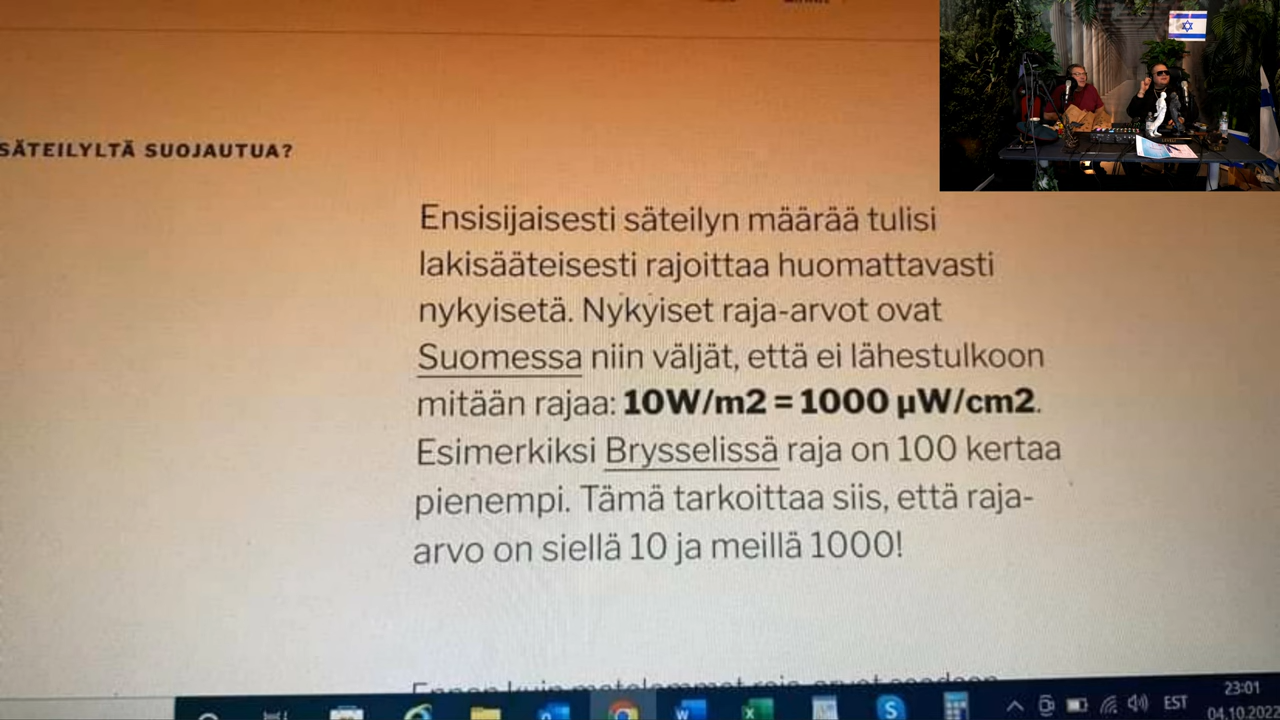 SÄTEILYLTÄ SUOJAUTUA?
Ensisijaisesti säteilyn määrää tulisi
lakisääteisesti rajoittaa huomattavasti
nykyisetä. Nykyiset raja-arvot ovat
Suomessa niin väljät, että ei lähestulkoon
mitään rajaa: 10W/m2 = 1000 µW/cm2.
Esimerkiksi Brysselissä raja on 100 kertaa
pienempi. Tämä tarkoittaa siis, että raja-
arvo on siellä 10 ja meillä 1000!
EST
23:01
04.10.2022